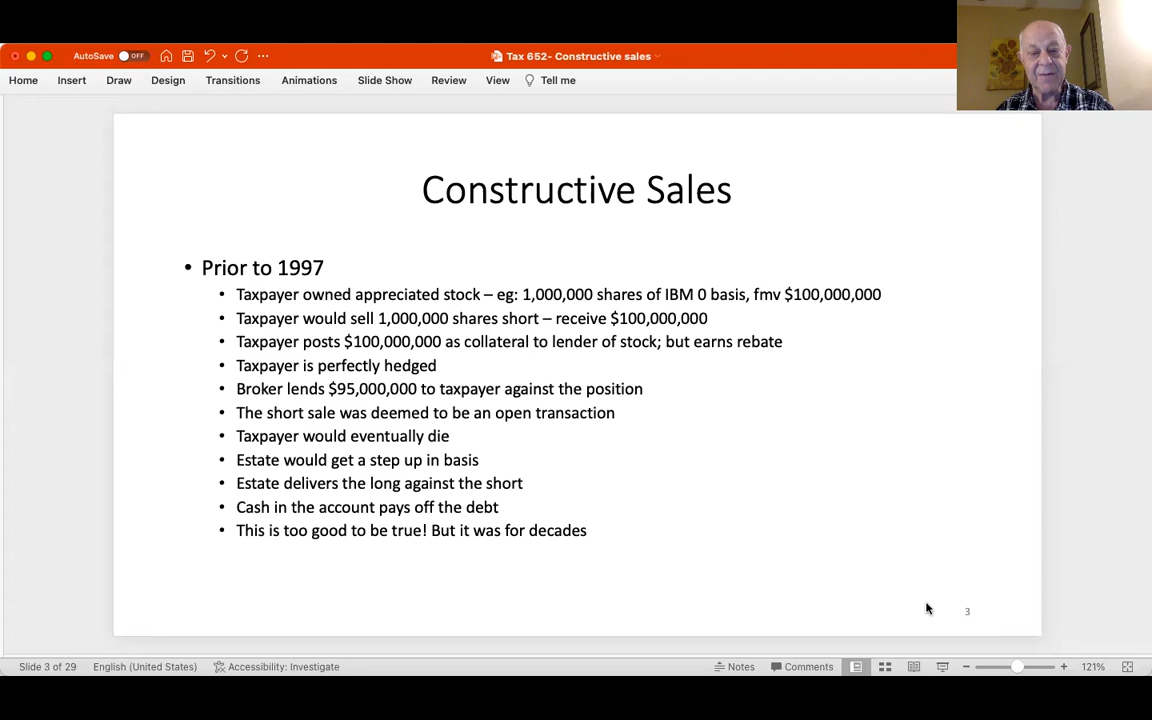 AutoSave OFF Tax 652- Constructive sales
Home Insert Draw Design Transitions Animations Slide Show Review View Tell me
Constructive Sales
• Prior to 1997
• Taxpayer owned appreciated stock – eg: 1,000,000 shares of IBM 0 basis, fmv $100,000,000
• Taxpayer would sell 1,000,000 shares short – receive $100,000,000
• Taxpayer posts $100,000,000 as collateral to lender of stock; but earns rebate
• Taxpayer is perfectly hedged
• Broker lends $95,000,000 to taxpayer against the position
• The short sale was deemed to be an open transaction
• Taxpayer would eventually die
• Estate would get a step up in basis
• Estate delivers the long against the short
• Cash in the account pays off the debt
• This is too good to be true! But it was for decades
3
Slide 3 of 29 English (United States) Accessibility: Investigate Notes Comments 121%